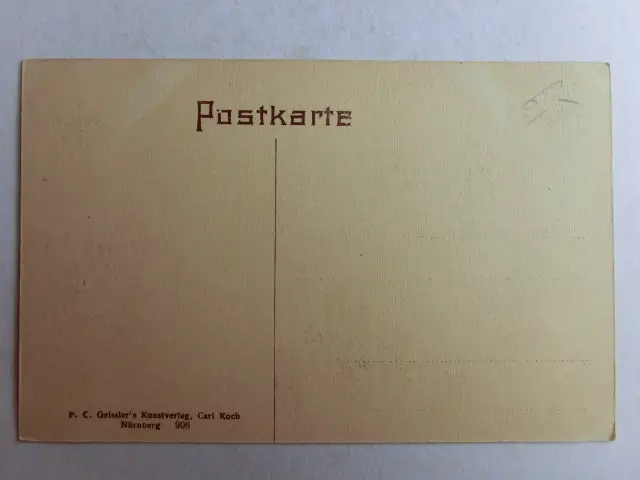 Postkarte
P. C. Geissler's Kunstverlag, Carl Koch
Nürnberg 906